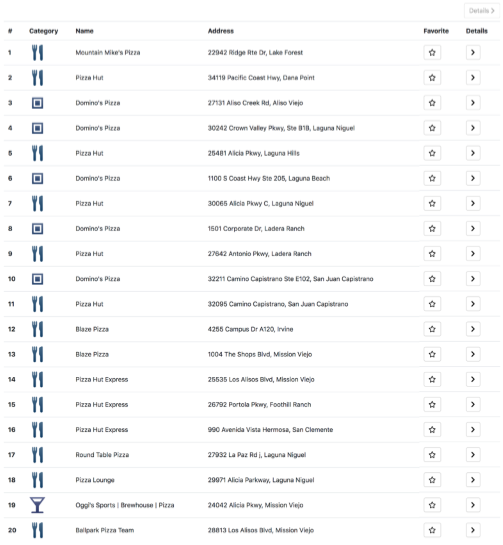 Details
# Category Name Address Favorite Details
1 Mountain Mike's Pizza 22942 Ridge Rte Dr, Lake Forest
2 Pizza Hut 34119 Pacific Coast Hwy, Dana Point
3 Domino's Pizza 27131 Aliso Creek Rd, Aliso Viejo
4 Domino's Pizza 30242 Crown Valley Pkwy, Ste B1B, Laguna Niguel
5 Pizza Hut 25481 Alicia Pkwy, Laguna Hills
6 Domino's Pizza 1100 S Coast Hwy Ste 205, Laguna Beach
7 Pizza Hut 30065 Alicia Pkwy C, Laguna Niguel
8 Domino's Pizza 1501 Corporate Dr, Ladera Ranch
9 Pizza Hut 27642 Antonio Pkwy, Ladera Ranch
10 Domino's Pizza 32211 Camino Capistrano Ste E102, San Juan Capistrano
11 Pizza Hut 32095 Camino Capistrano, San Juan Capistrano
12 Blaze Pizza 4255 Campus Dr A120, Irvine
13 Blaze Pizza 1004 The Shops Blvd, Mission Viejo
14 Pizza Hut Express 25535 Los Alisos Blvd, Mission Viejo
15 Pizza Hut Express 26792 Portola Pkwy, Foothill Ranch
16 Pizza Hut Express 990 Avenida Vista Hermosa, San Clemente
17 Round Table Pizza 27932 La Paz Rd j, Laguna Niguel
18 Pizza Lounge 29971 Alicia Parkway, Laguna Niguel
19 Oggi's Sports | Brewhouse | Pizza 24042 Alicia Pkwy, Mission Viejo
20 Ballpark Pizza Team 28813 Los Alisos Blvd, Mission Viejo